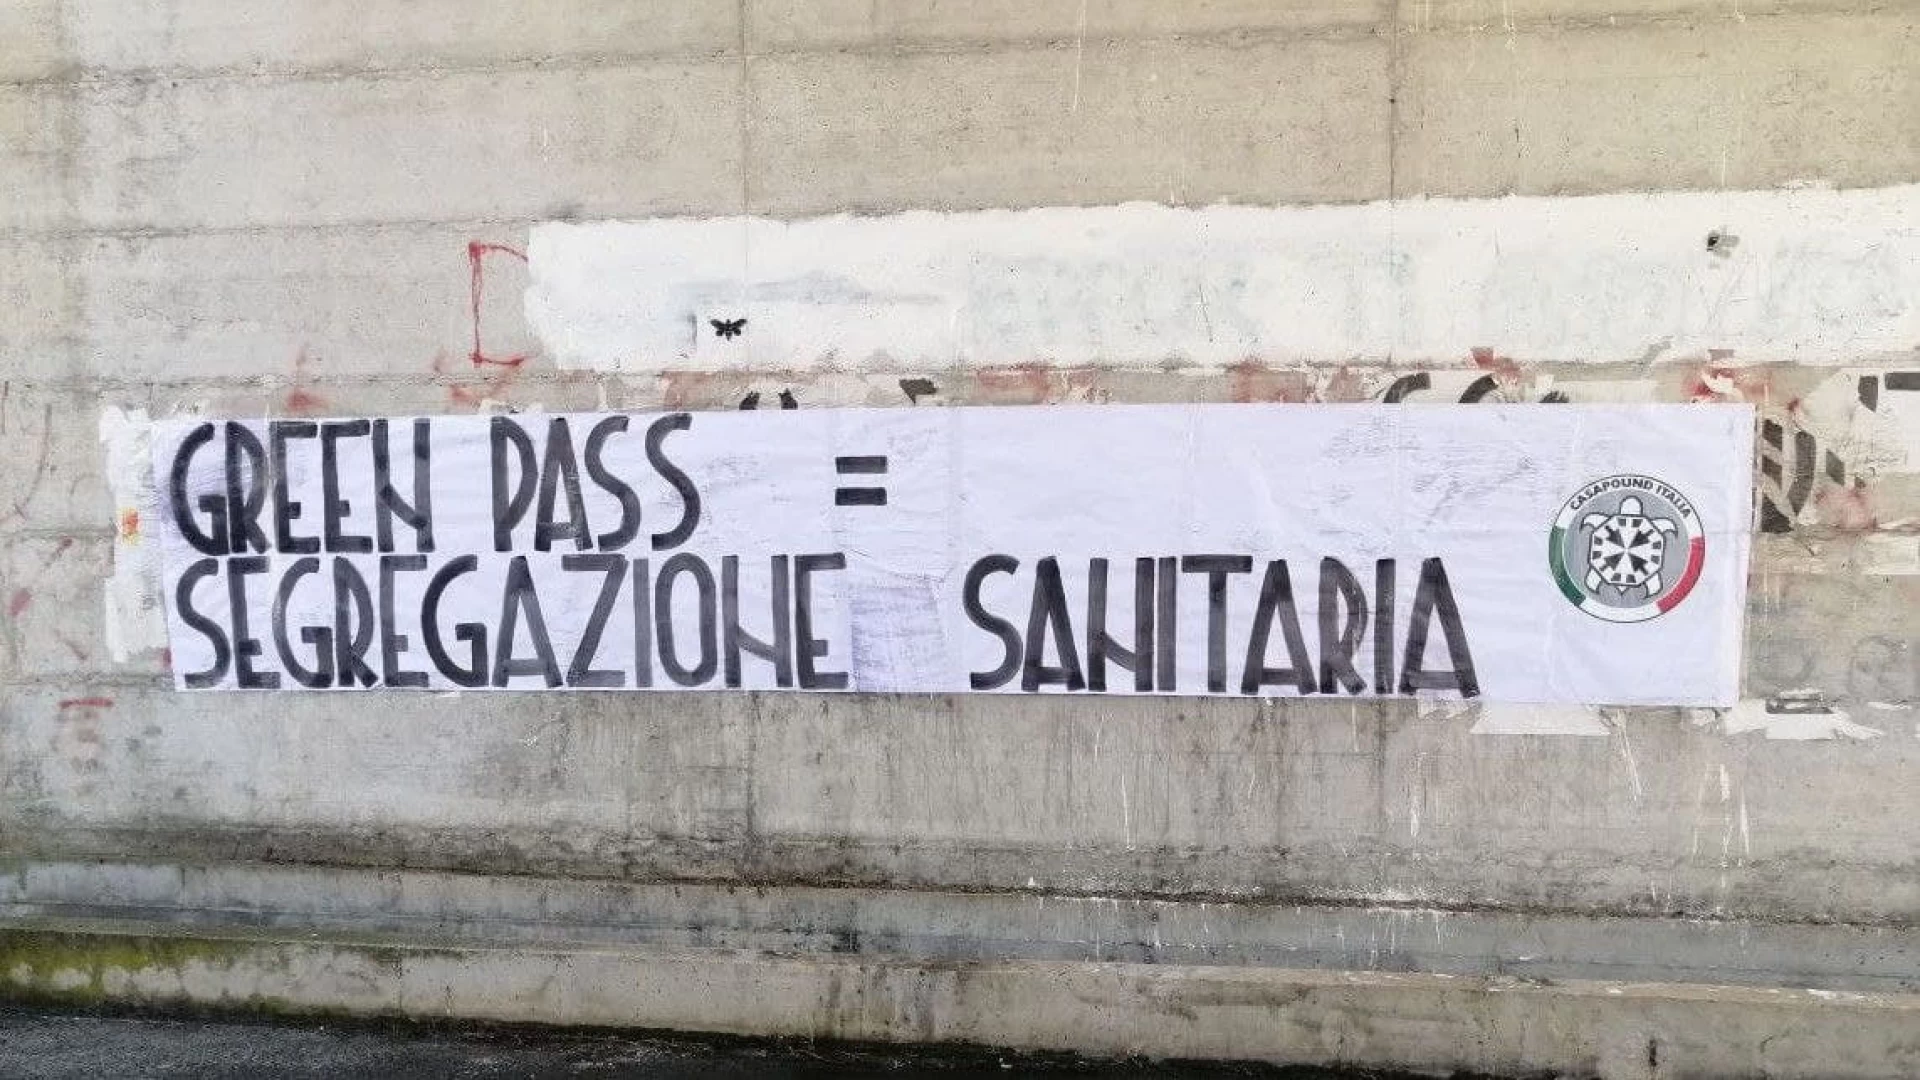 GREEN PASS =
SEGREGAZIONE SANITARIA
CASAPOUND ITALIA